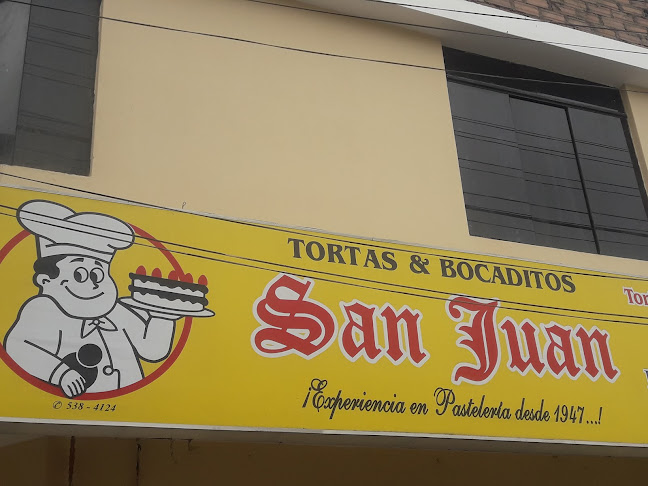 TORTAS & BOCADITOS
San Juan
¡Experiencia en Pastelería desde 1947...!
✆ 538 - 4124